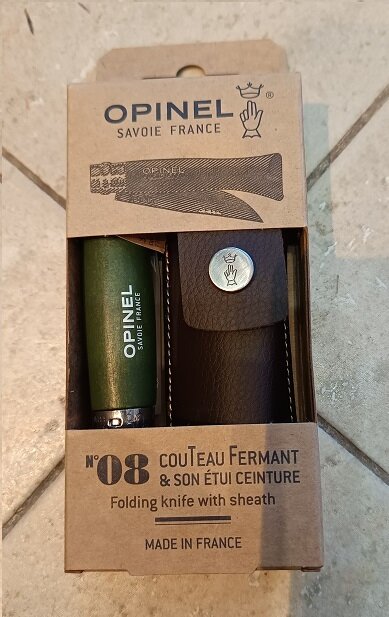 OPINEL ®
SAVOIE FRANCE
OPINEL
OPINEL
SAVOIE FRANCE
N°08 COUTEAU FERMANT
& SON ÉTUI CEINTURE
Folding knife with sheath
MADE IN FRANCE